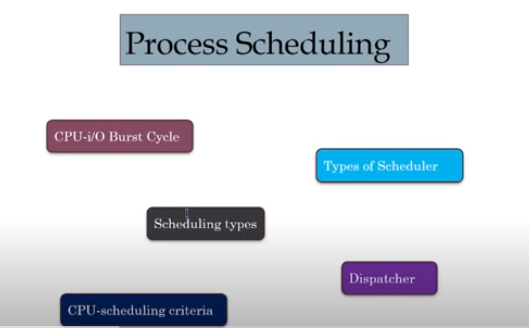 Process Scheduling
CPU-i/O Burst Cycle
Types of Scheduler
Scheduling types
Dispatcher
CPU-scheduling criteria